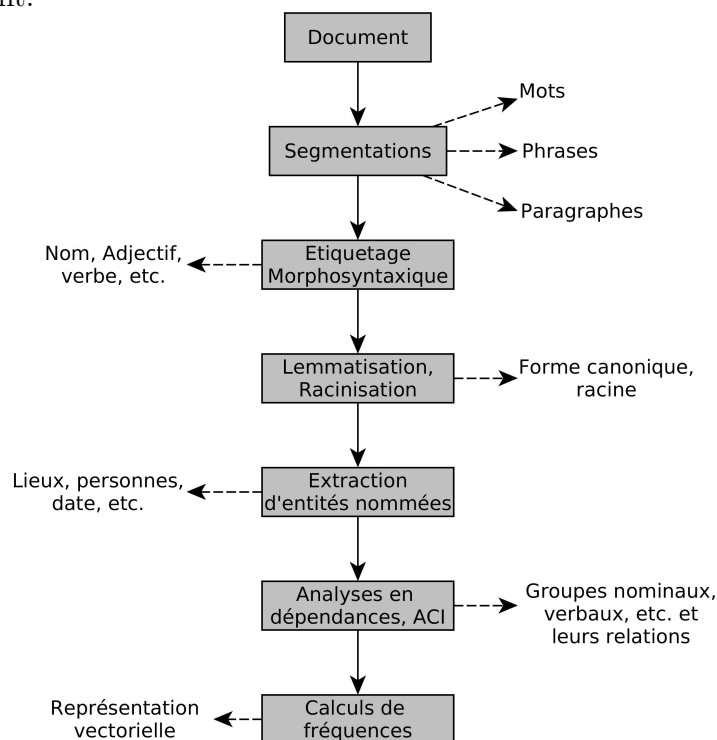 Document
Mots
Segmentations
Phrases
Paragraphes
Etiquetage
Morphosyntaxique
Nom, Adjectif,
verbe, etc.
Lemmatisation,
Racinisation
Forme canonique,
racine
Extraction
d'entités nommées
Lieux, personnes,
date, etc.
Analyses en
dépendances, ACI
Groupes nominaux,
verbaux, etc. et
leurs relations
Calculs de
fréquences
Représentation
vectorielle